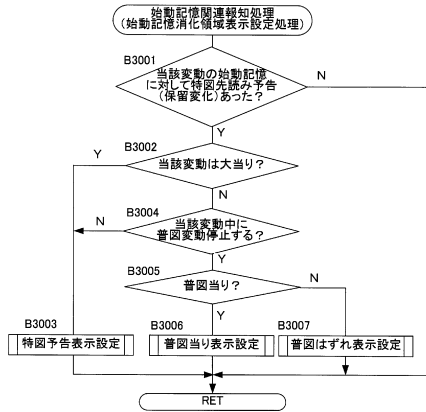 始動記憶関連報知処理
(始動記憶消化領域表示設定処理)
B3001
当該変動の始動記憶
に対して特図先読み予告
(保留変化)あった?
N
Y
B3002
Y
当該変動は大当り?
N
B3004
N
当該変動中に
普図変動停止する?
Y
B3005
普図当り?
N
Y
B3003
特図予告表示設定
B3006
普図当り表示設定
B3007
普図はずれ表示設定
RET